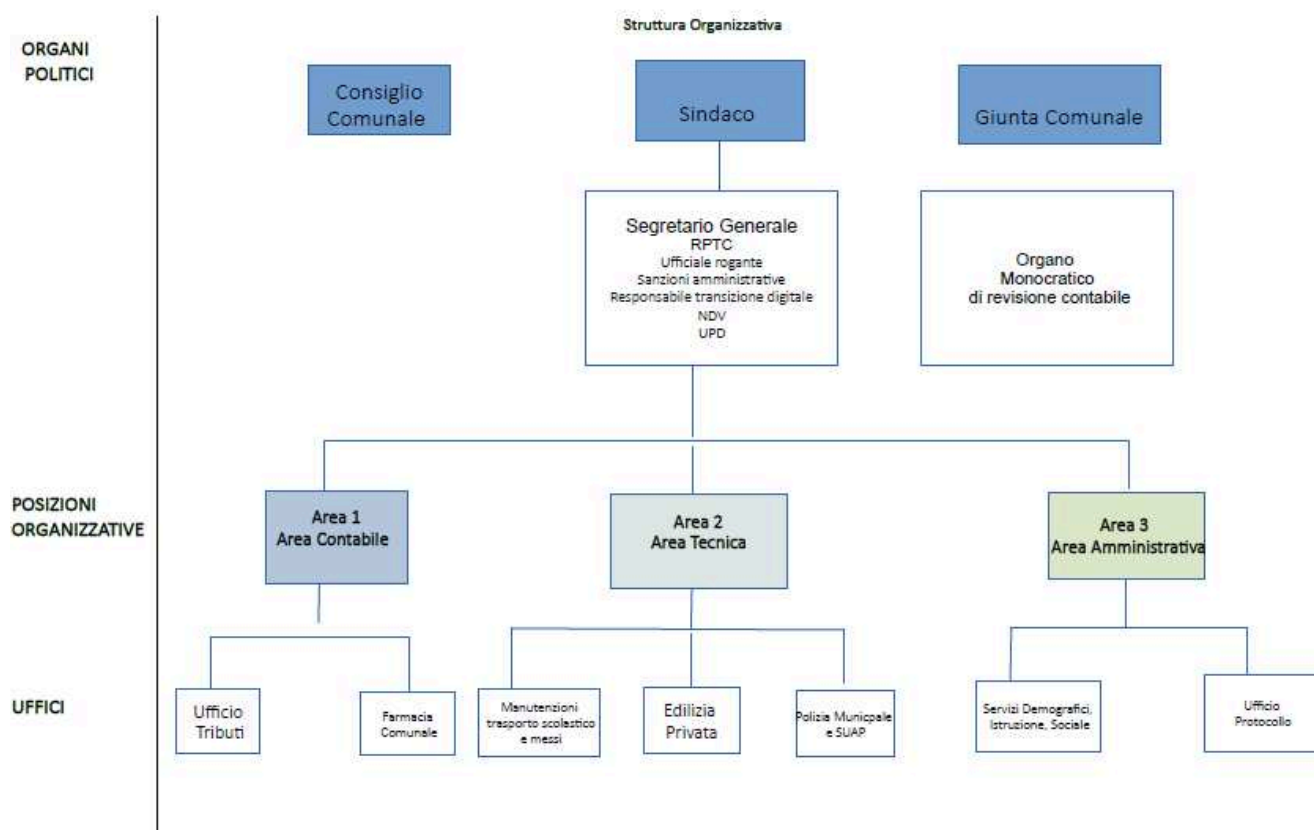 Struttura Organizzativa
ORGANI
POLITICI
Consiglio
Comunale
Sindaco
Giunta Comunale
Segretario Generale
RPTC
Ufficiale rogante
Sanzioni amministrative
Responsabile transizione digitale
NDV
UPD
Organo
Monocratico
di revisione contabile
POSIZIONI
ORGANIZZATIVE
Area 1
Area Contabile
Area 2
Area Tecnica
Area 3
Area Amministrativa
UFFICI
Ufficio
Tributi
Farmacia
Comunale
Manutenzioni
trasporto scolastico
e messi
Edilizia
Privata
Polizia Municpale
e SUAP
Servizi Demografici,
Istruzione, Sociale
Ufficio
Protocollo